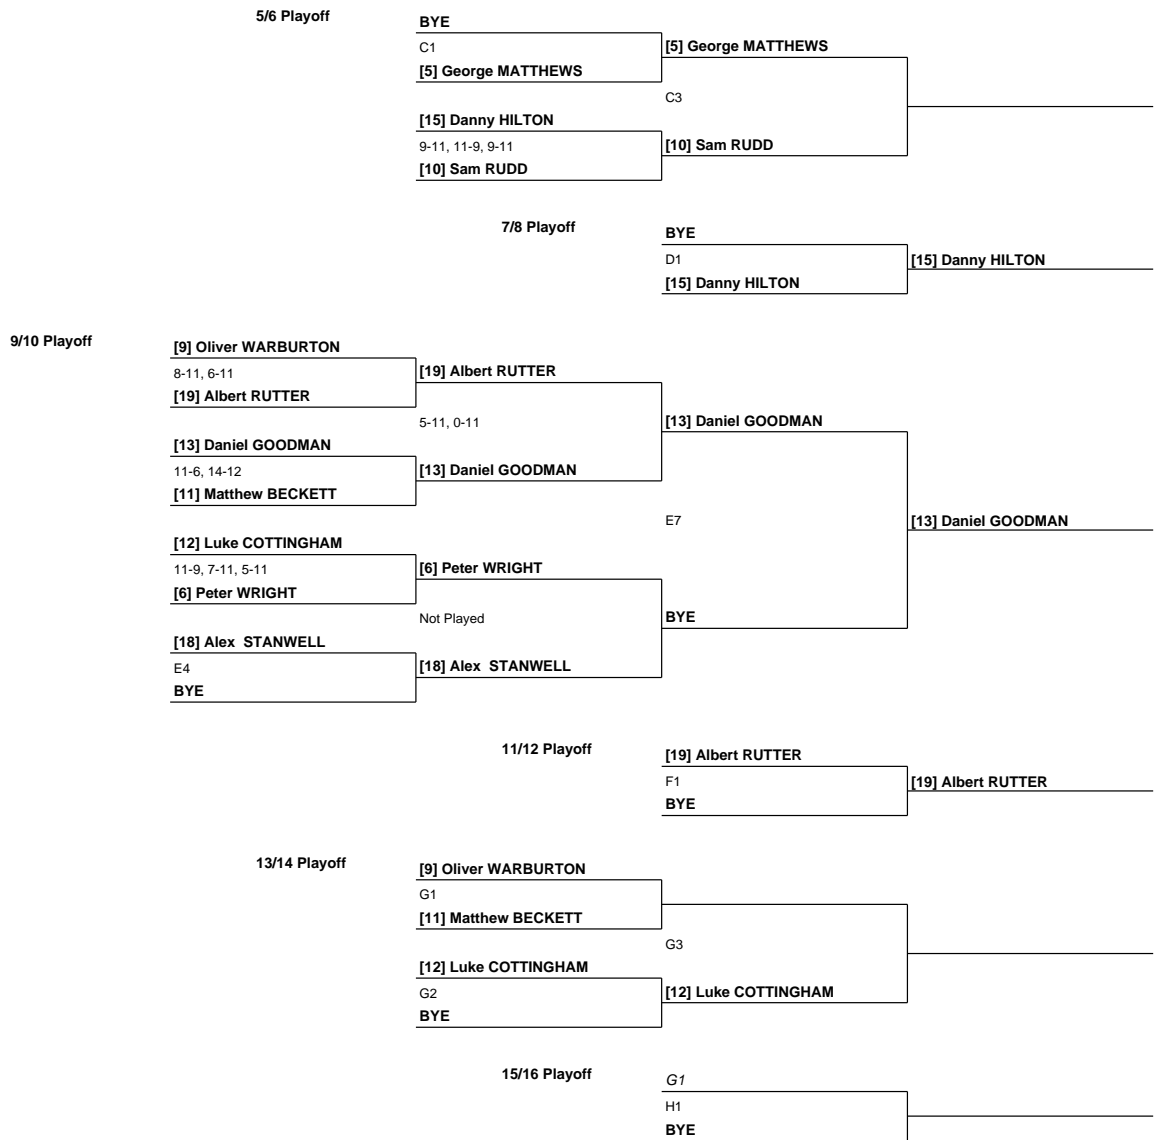 5/6 Playoff
BYE
C1
[5] George MATTHEWS
[5] George MATTHEWS
C3
[15] Danny HILTON
9-11, 11-9, 9-11
[10] Sam RUDD
[10] Sam RUDD
7/8 Playoff
BYE
D1
[15] Danny HILTON
[15] Danny HILTON
9/10 Playoff
[9] Oliver WARBURTON
8-11, 6-11
[19] Albert RUTTER
[19] Albert RUTTER
5-11, 0-11
[13] Daniel GOODMAN
[13] Daniel GOODMAN
11-6, 14-12
[13] Daniel GOODMAN
[11] Matthew BECKETT
E7
[13] Daniel GOODMAN
[12] Luke COTTINGHAM
11-9, 7-11, 5-11
[6] Peter WRIGHT
[6] Peter WRIGHT
Not Played
BYE
[18] Alex  STANWELL
E4
[18] Alex  STANWELL
BYE
11/12 Playoff
[19] Albert RUTTER
F1
[19] Albert RUTTER
BYE
13/14 Playoff
[9] Oliver WARBURTON
G1
[11] Matthew BECKETT
G3
[12] Luke COTTINGHAM
G2
[12] Luke COTTINGHAM
BYE
15/16 Playoff
G1
H1
BYE